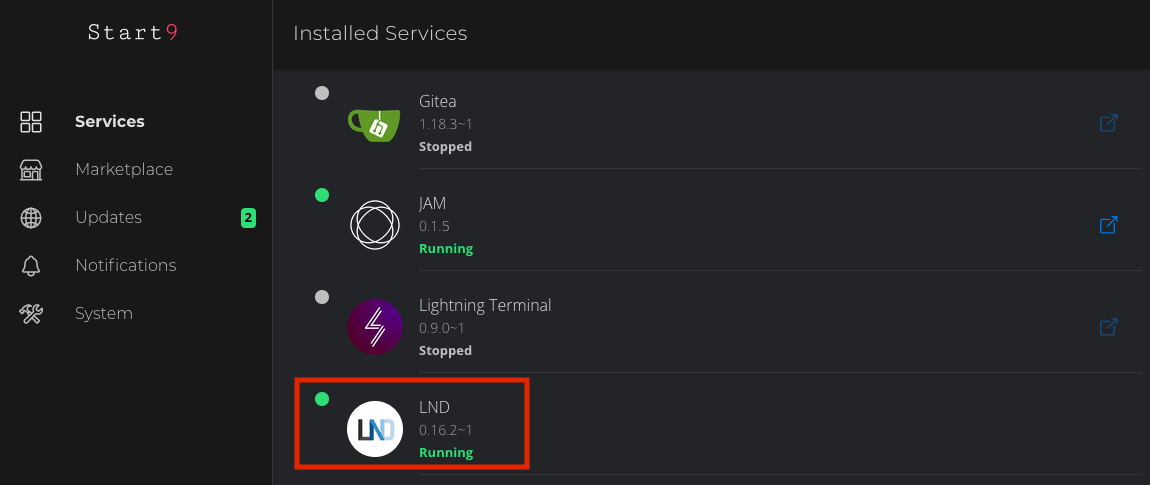 Start9
Installed Services
Services
Marketplace
Updates 2
Notifications
System
Gitea
1.18.3~1
Stopped
JAM
0.1.5
Running
Lightning Terminal
0.9.0~1
Stopped
LND
LND
0.16.2~1
Running